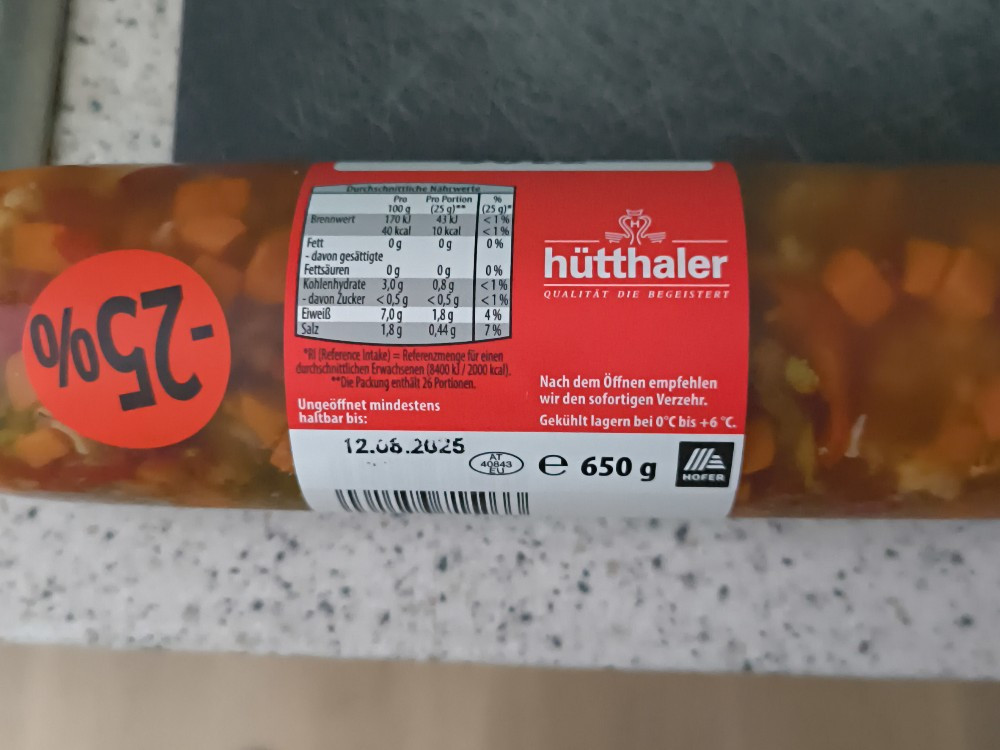 -25%
Durchschnittliche Nährwerte
Pro Pro Portion %
100 g (25 g)** (25 g)*
Brennwert 170 kJ 43 kJ <1%
40 kcal 10 kcal <1%
Fett 0 g 0 g 0%
- davon gesättigte
Fettsäuren 0 g 0 g 0%
Kohlenhydrate 3,0 g 0,8 g <1%
- davon Zucker <0,5 g <0,5 g <1%
Eiweiß 7,0 g 1,8 g 4%
Salz 1,8 g 0,44 g 7%
*RI (Reference Intake) = Referenzmenge für einen
durchschnittlichen Erwachsenen (8400 kJ / 2000 kcal).
**Die Packung enthält 26 Portionen.
Ungeöffnet mindestens
haltbar bis:
12.08.2025
H
hütthaler
QUALITÄT DIE BEGEISTERT
Nach dem Öffnen empfehlen
wir den sofortigen Verzehr.
Gekühlt lagern bei 0°C bis +6 °C.
AT
40843
EU
e 650 g
HOFER